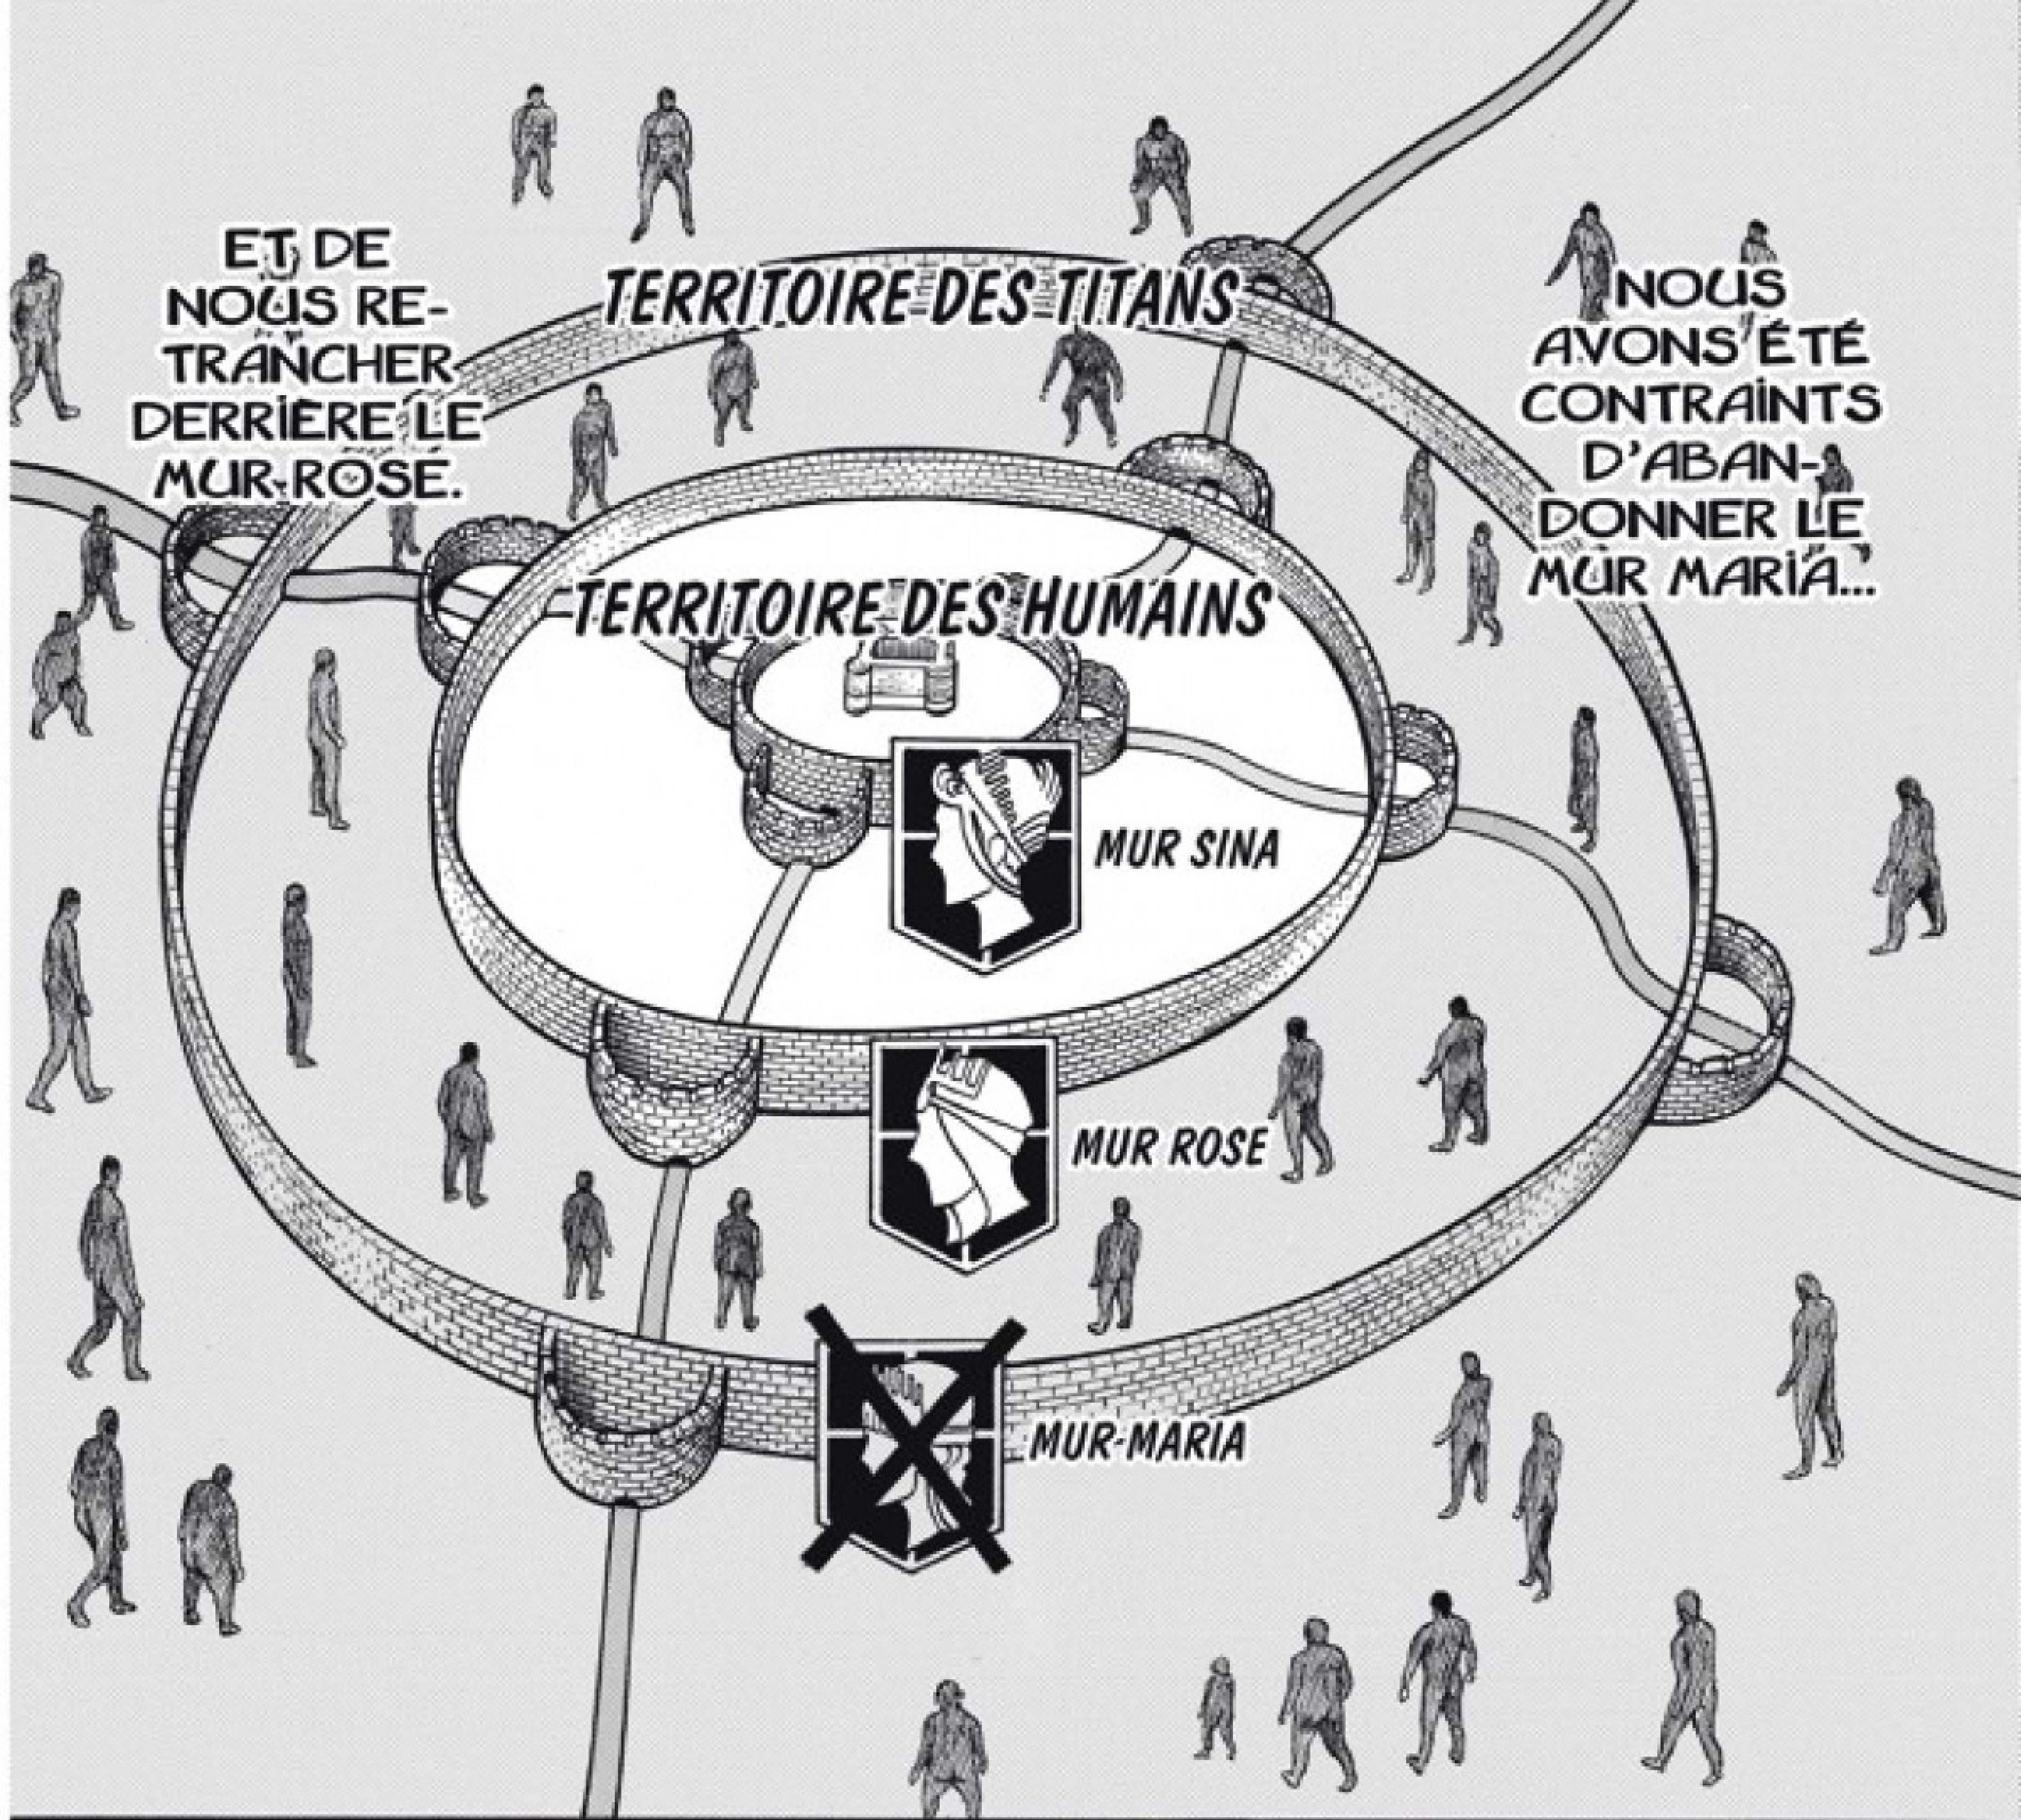 NOUS
AVONS ÉTÉ
CONTRAINTS
D'ABAN-
DONNER LE
MUR MARIA...
ET DE
NOUS RE-
TRANCHER
DERRIÈRE LE
MUR ROSE.
TERRITOIRE DES TITANS
TERRITOIRE DES HUMAINS
MUR SINA
MUR ROSE
MUR MARIA